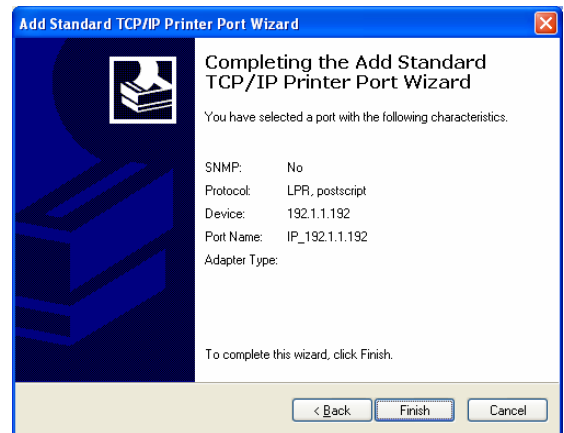 Add Standard TCP/IP Printer Port Wizard
Completing the Add Standard
TCP/IP Printer Port Wizard
You have selected a port with the following characteristics.
SNMP: No
Protocol: LPR, postscript
Device: 192.1.1.192
Port Name: IP_192.1.1.192
Adapter Type:
To complete this wizard, click Finish.
< Back Finish Cancel